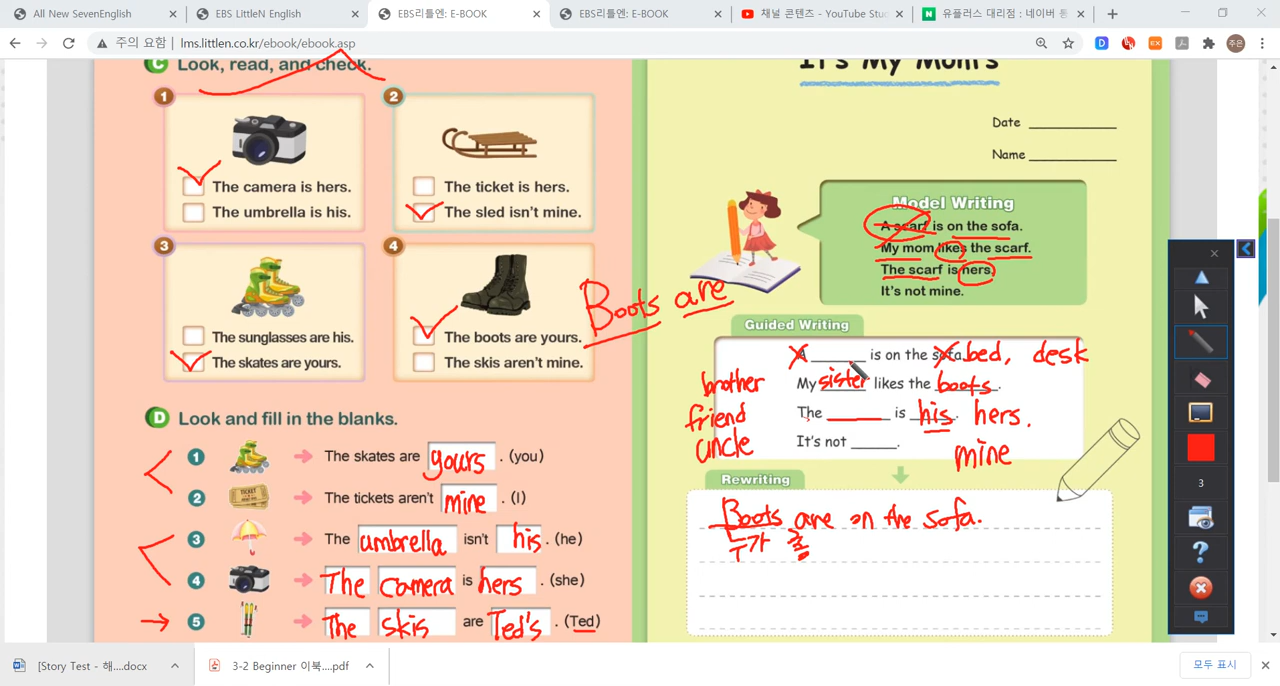 All New SevenEnglish
EBS LittleN English
EBS리틀엔: E-BOOK
EBS리틀엔: E-BOOK
채널 콘텐츠 - YouTube Stu
유플러스 대리점 : 네이버 통
주의 요함
lms.littlen.co.kr/ebook/ebook.asp
주은
C Look, read, and check.
1
The camera is hers.
The umbrella is his.
2
The ticket is hers.
The sled isn't mine.
3
The sunglasses are his.
The skates are yours.
4
The boots are yours.
The skis aren't mine.
Boots are
D Look and fill in the blanks.
1 The skates are yours. (you)
2 The tickets aren't mine. (I)
3 The umbrella isn't his. (he)
4 The camera is hers. (she)
5 The skis are Ted's. (Ted)
It's My Mom's
Date
Name
Model Writing
A scarf is on the sofa.
My mom likes the scarf.
The scarf is hers.
It's not mine.
Guided Writing
A ______ is on the sofa. bed, desk
brother My sister likes the boots.
friend The ______ is his. hers.
uncle It's not ______. mine
Rewriting
Boots are on the sofa.
3
[Story Test - 해....docx
3-2 Beginner 이북....pdf
모두 표시